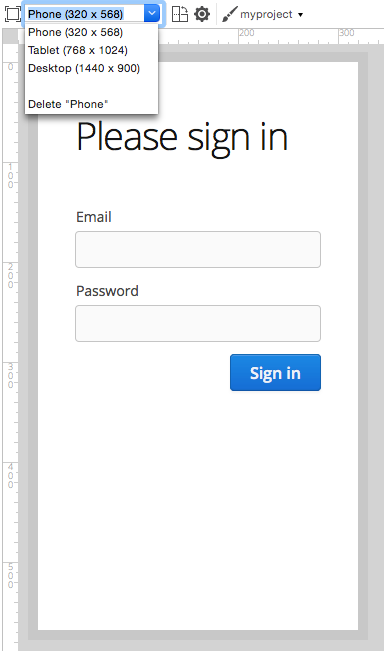 Phone (320 x 568)
myproject
Phone (320 x 568)
Tablet (768 x 1024)
Desktop (1440 x 900)
Delete "Phone"
200
300
0
100
200
300
400
500
Please sign in
Email
Password
Sign in